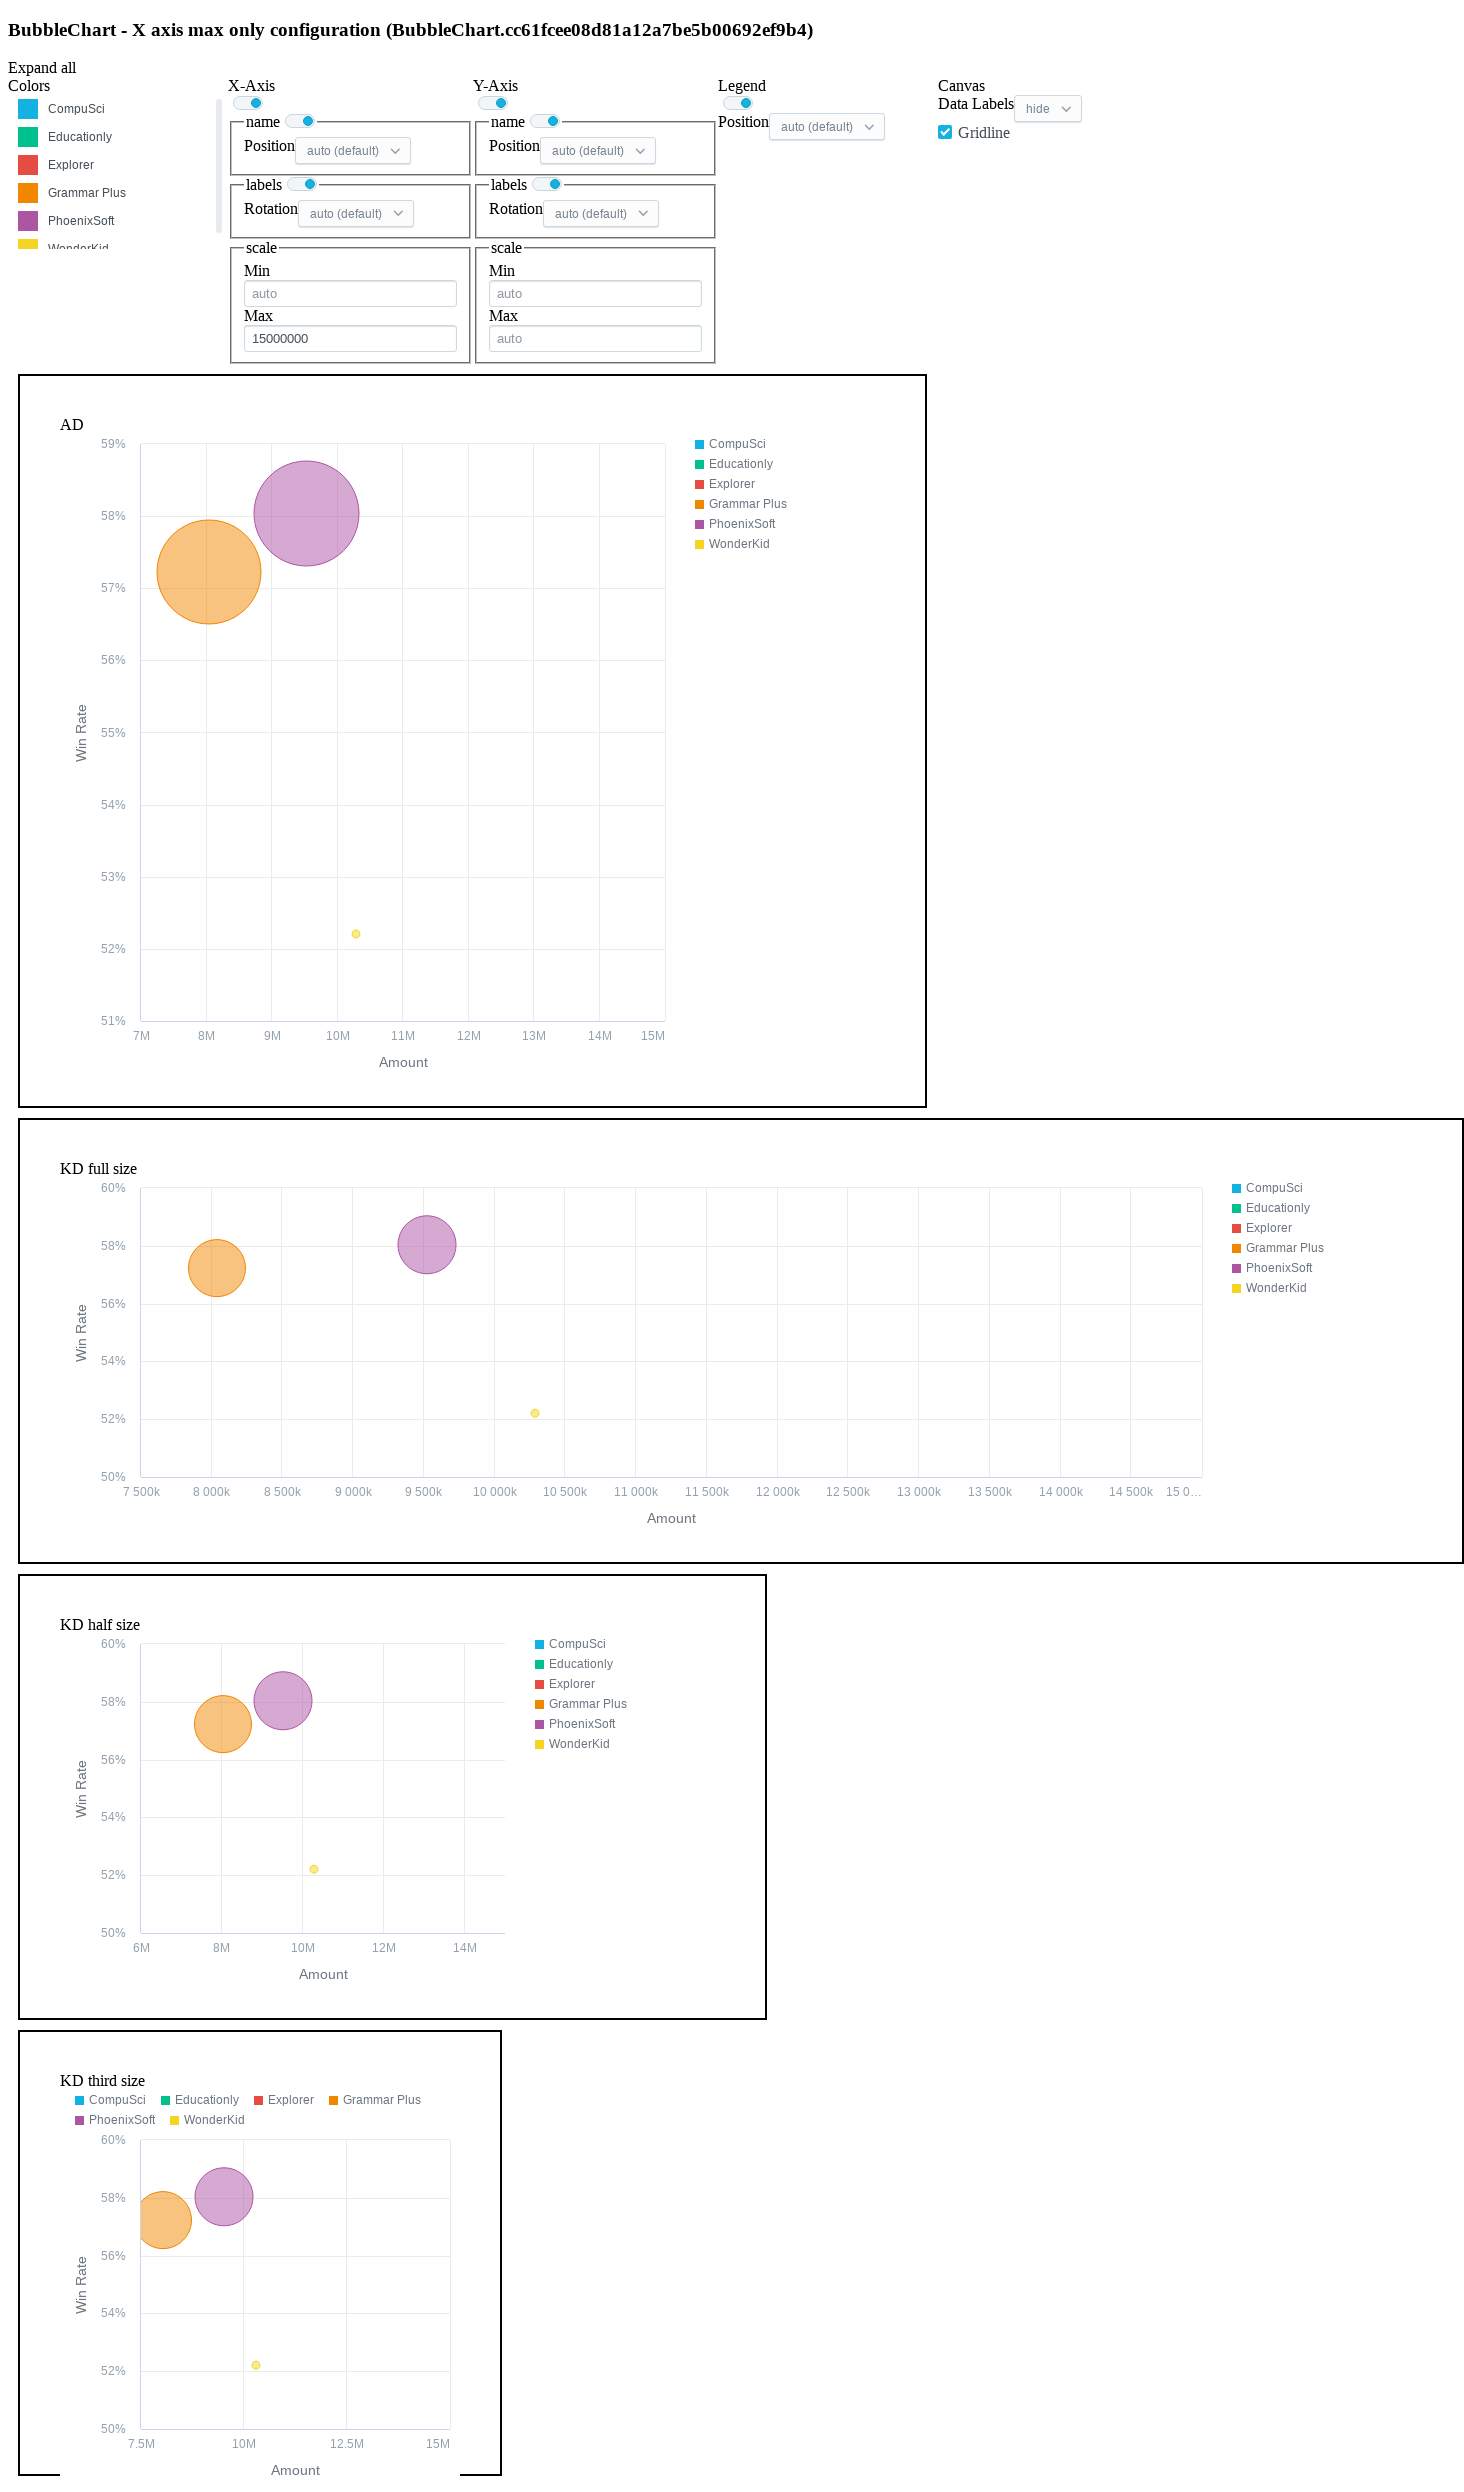 BubbleChart - X axis max only configuration (BubbleChart.cc61fcee08d81a12a7be5b00692ef9b4)
Expand all
Colors
CompuSci
Educationly
Explorer
Grammar Plus
PhoenixSoft
WonderKid
X-Axis
name
Position auto (default)
labels
Rotation auto (default)
scale
Min
auto
Max
15000000
Y-Axis
name
Position auto (default)
labels
Rotation auto (default)
scale
Min
auto
Max
auto
Legend
Position auto (default)
Canvas
Data Labels hide
Gridline
AD
59%
58%
57%
56%
55%
54%
53%
52%
51%
Win Rate
7M 8M 9M 10M 11M 12M 13M 14M 15M
Amount
CompuSci
Educationly
Explorer
Grammar Plus
PhoenixSoft
WonderKid
KD full size
60%
58%
56%
54%
52%
50%
Win Rate
7 500k 8 000k 8 500k 9 000k 9 500k 10 000k 10 500k 11 000k 11 500k 12 000k 12 500k 13 000k 13 500k 14 000k 14 500k 15 0…
Amount
CompuSci
Educationly
Explorer
Grammar Plus
PhoenixSoft
WonderKid
KD half size
60%
58%
56%
54%
52%
50%
Win Rate
6M 8M 10M 12M 14M
Amount
CompuSci
Educationly
Explorer
Grammar Plus
PhoenixSoft
WonderKid
KD third size
CompuSci Educationly Explorer Grammar Plus
PhoenixSoft WonderKid
60%
58%
56%
54%
52%
50%
Win Rate
7.5M 10M 12.5M 15M
Amount